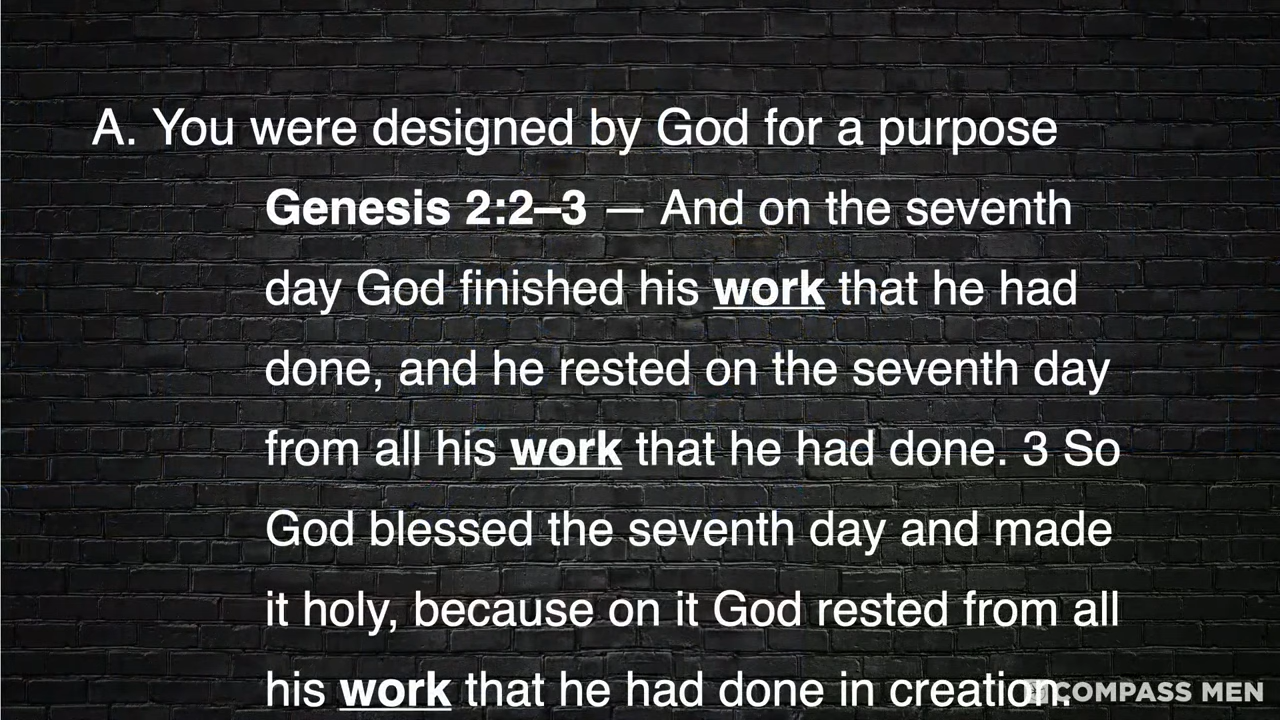 A. You were designed by God for a purpose
Genesis 2:2–3 — And on the seventh
day God finished his work that he had
done, and he rested on the seventh day
from all his work that he had done. 3 So
God blessed the seventh day and made
it holy, because on it God rested from all
his work that he had done in creation.
COMPASS MEN